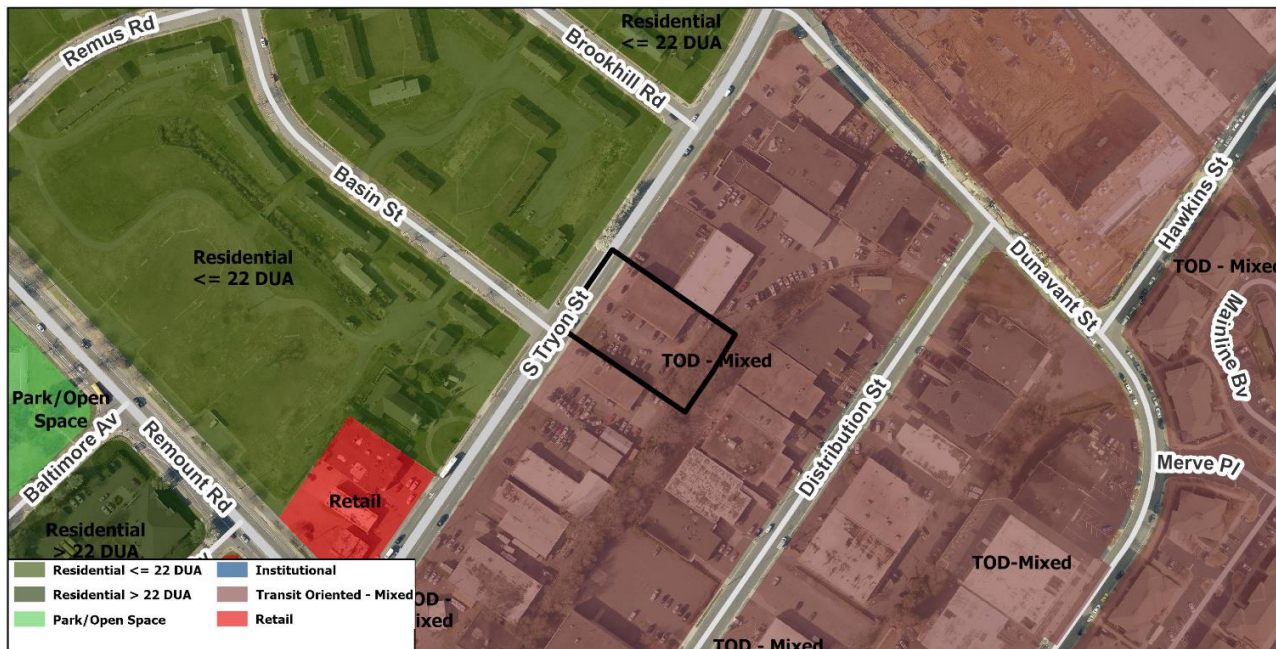 Remus Rd
Brookhill Rd
Residential
<= 22 DUA
Basin St
Hawkins St
Residential
<= 22 DUA
Dunavant St
TOD - Mixed
Mainline Bv
S Tryon St
TOD - Mixed
Park/Open
Space
Baltimore Av
Remount Rd
Distribution St
Merve Pl
Retail
Residential
> 22 DUA
TOD-Mixed
TOD -
ixed
TOD - Mixed
Residential <= 22 DUA
Institutional
Residential > 22 DUA
Transit Oriented - Mixed
Park/Open Space
Retail